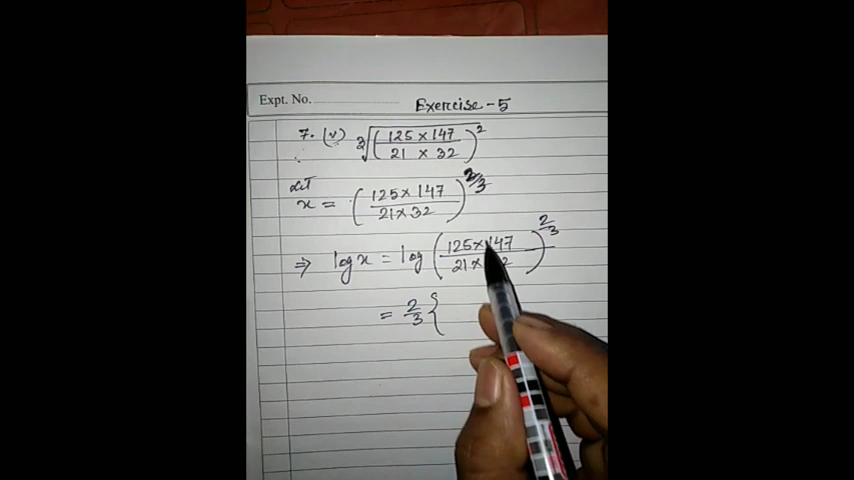 Expt. No.
Exercise - 5
7. (v) ∛(125 × 147 / 21 × 32)²
Let
x = (125 × 147 / 21 × 32)^2/3
⇒ log x = log (125 × 147 / 21 × 2)^2/3
= 2/3 {